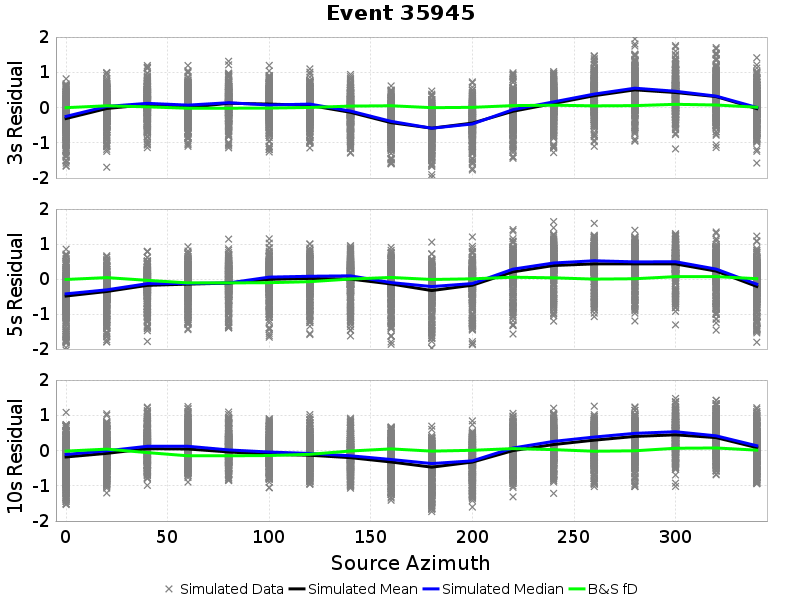 Event 35945
3s Residual
2
1
0
-1
-2
5s Residual
2
1
0
-1
-2
10s Residual
2
1
0
-1
-2
0 50 100 150 200 250 300
Source Azimuth
Simulated Data Simulated Mean Simulated Median B&S fD